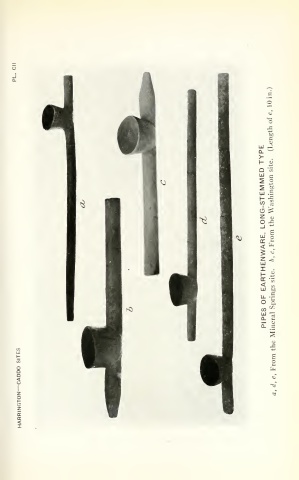 HARRINGTON—CADDO SITES
PL. CII
a
b
c
d
e
PIPES OF EARTHENWARE, LONG-STEMMED TYPE
a, d, e, From the Mineral Springs site. b, c, From the Washington site. (Length of e, 10 in.)